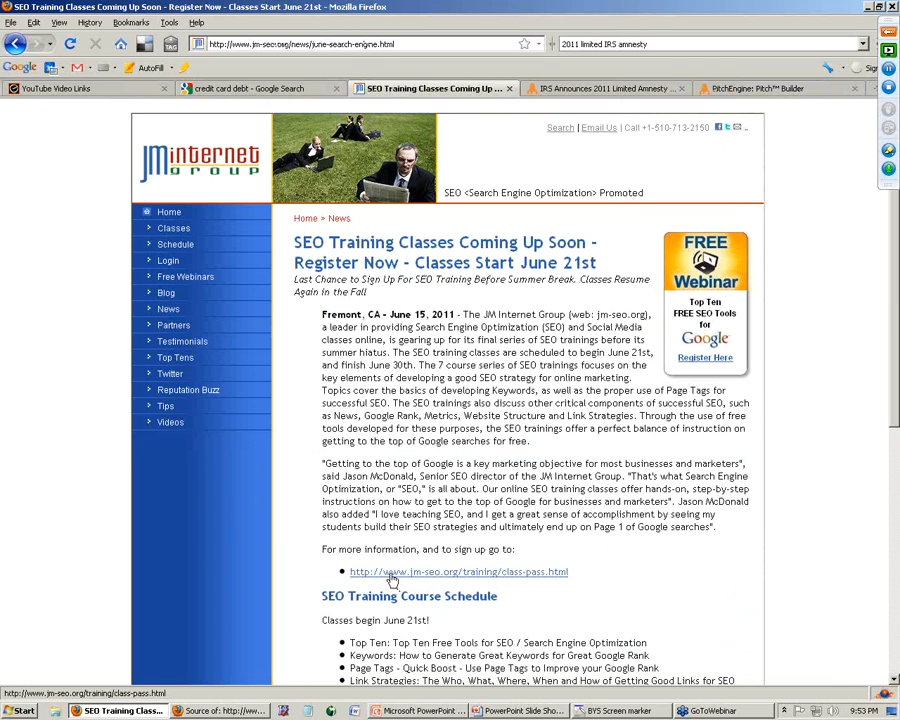 SEO Training Classes Coming Up Soon - Register Now - Classes Start June 21st - Mozilla Firefox
File Edit View History Bookmarks Tools Help
http://www.jm-seo.org/news/june-search-engine.html
2011 limited IRS amnesty
Google
AutoFill
Sign
YouTube Video Links
credit card debt - Google Search
SEO Training Classes Coming Up ...
IRS Announces 2011 Limited Amnesty ...
PitchEngine: Pitch™ Builder
JMinternet
group
Search | Email Us | Call +1-510-713-2150
SEO <Search Engine Optimization> Promoted
Home
Classes
Schedule
Login
Free Webinars
Blog
News
Partners
Testimonials
Top Tens
Twitter
Reputation Buzz
Tips
Videos
Home > News
SEO Training Classes Coming Up Soon -
Register Now - Classes Start June 21st
Last Chance to Sign Up For SEO Training Before Summer Break. Classes Resume
Again in the Fall
FREE
Webinar
Top Ten
FREE SEO Tools
for
Google
Register Here
Fremont, CA - June 15, 2011 - The JM Internet Group (web: jm-seo.org),
a leader in providing Search Engine Optimization (SEO) and Social Media
classes online, is gearing up for its final series of SEO trainings before its
summer hiatus. The SEO training classes are scheduled to begin June 21st,
and finish June 30th. The 7 course series of SEO trainings focuses on the
key elements of developing a good SEO strategy for online marketing.
Topics cover the basics of developing Keywords, as well as the proper use of Page Tags for
successful SEO. The SEO trainings also discuss other critical components of successful SEO, such
as News, Google Rank, Metrics, Website Structure and Link Strategies. Through the use of free
tools developed for these purposes, the SEO trainings offer a perfect balance of instruction on
getting to the top of Google searches for free.
"Getting to the top of Google is a key marketing objective for most businesses and marketers",
said Jason McDonald, Senior SEO director of the JM Internet Group. "That's what Search Engine
Optimization, or "SEO," is all about. Our online SEO training classes offer hands-on, step-by-step
instructions on how to get to the top of Google for businesses and marketers". Jason McDonald
also added "I love teaching SEO, and I get a great sense of accomplishment by seeing my
students build their SEO strategies and ultimately end up on Page 1 of Google searches".
For more information, and to sign up go to:
http://www.jm-seo.org/training/class-pass.html
SEO Training Course Schedule
Classes begin June 21st!
Top Ten: Top Ten Free Tools for SEO / Search Engine Optimization
Keywords: How to Generate Great Keywords for Great Google Rank
Page Tags - Quick Boost - Use Page Tags to Improve your Google Rank
Link Strategies: The Who, What, Where, When and How of Getting Good Links for SEO
http://www.jm-seo.org/training/class-pass.html
Start
SEO Training Clas...
Source of: http://ww...
Microsoft PowerPoint ...
PowerPoint Slide Sho...
BYS Screen marker
GoToWebinar
9:53 PM